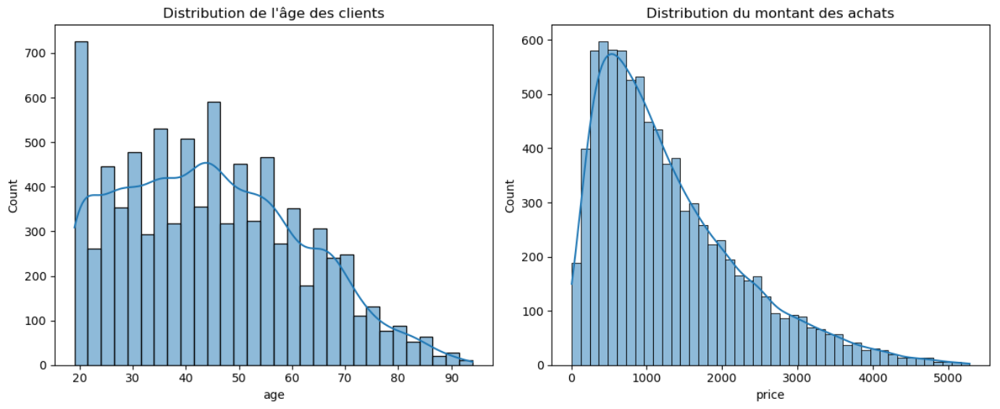 Distribution de l'âge des clients
700
600
500
400
300
200
100
0
Count
20 30 40 50 60 70 80 90
age
Distribution du montant des achats
600
500
400
300
200
100
0
Count
0 1000 2000 3000 4000 5000
price